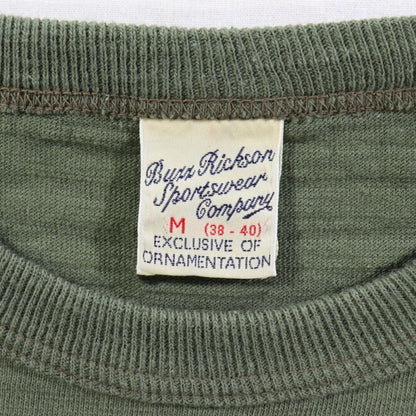 Buzz Rickson
Sportswear
Company
M (38 - 40)
EXCLUSIVE OF
ORNAMENTATION